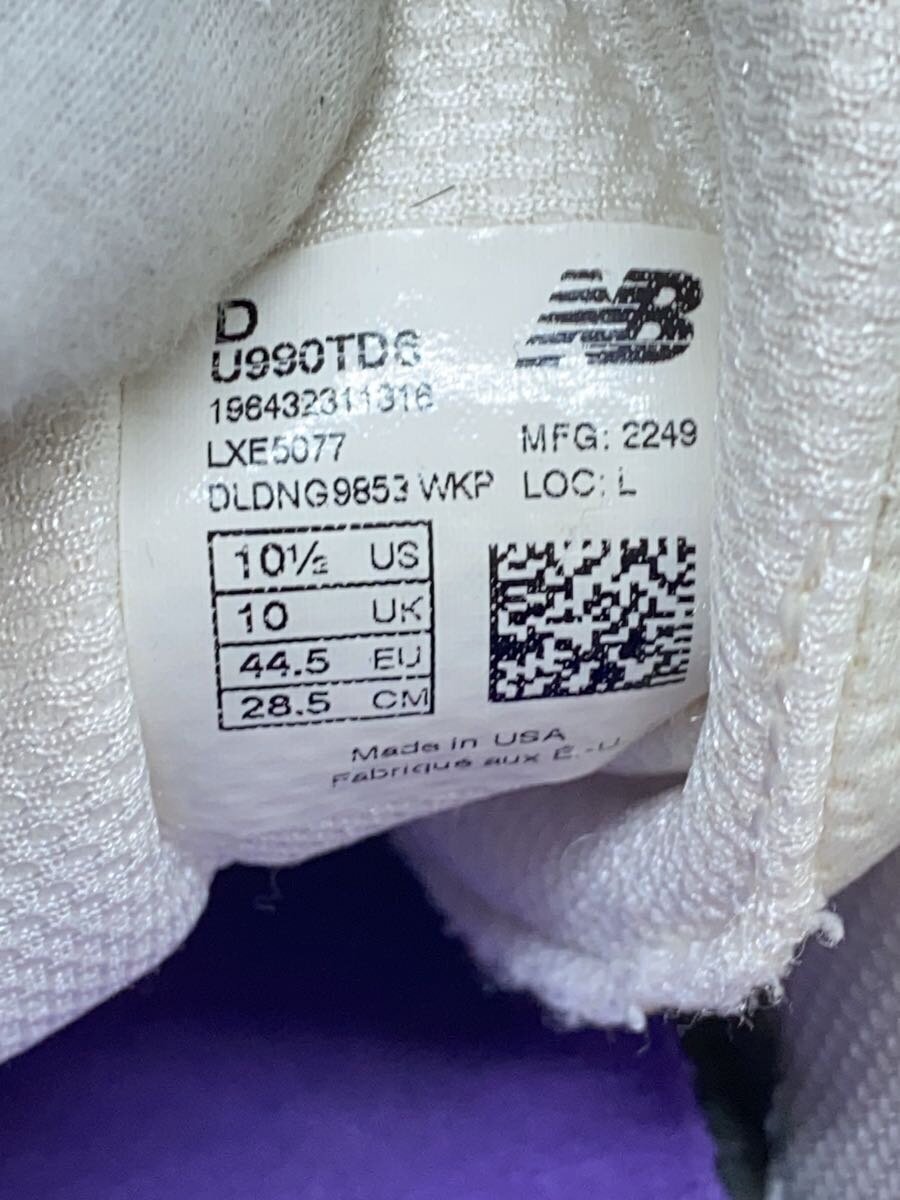 D
NB
U990TD6
196432311316
LXE5077
MFG: 2249
DLDNG9853 WKP
LOC: L
10½ US
10 UK
44.5 EU
28.5 CM
Made in USA
Fabriqué aux É.-U.